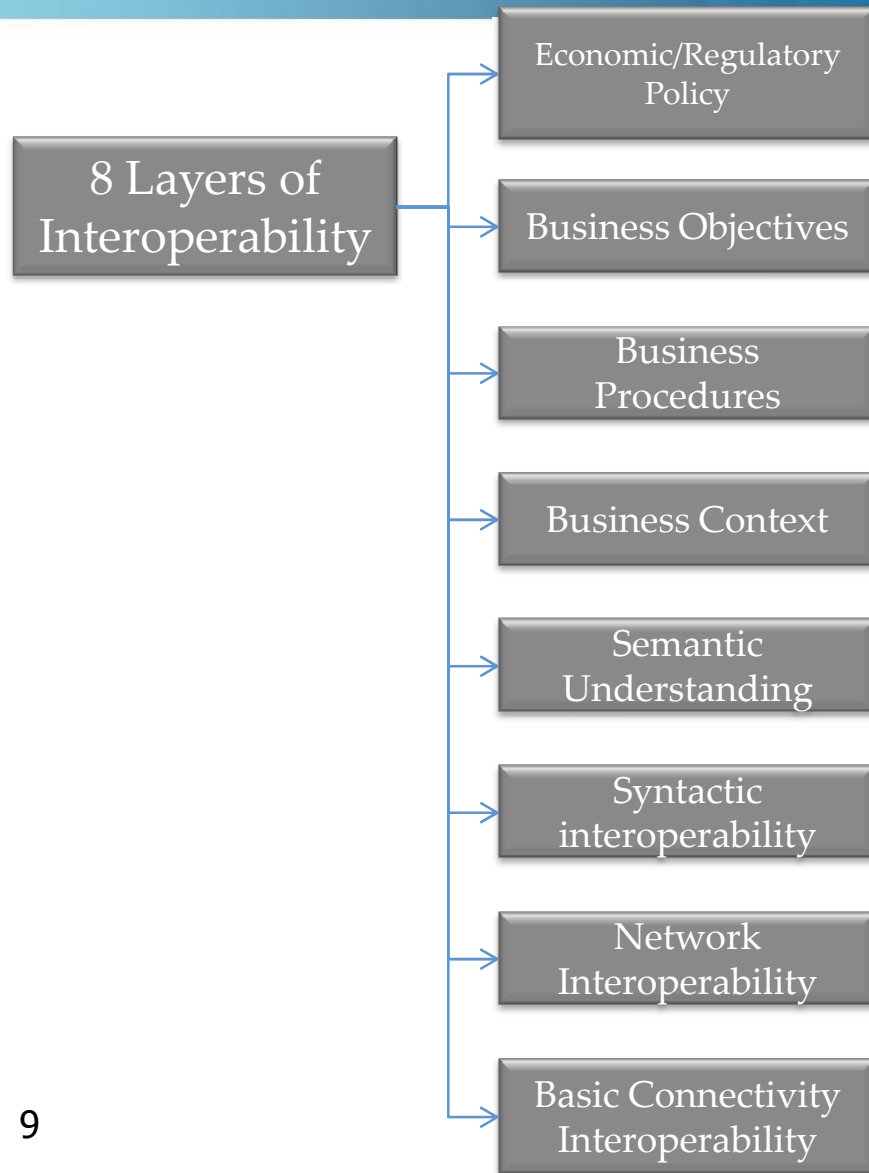 8 Layers of
Interoperability
Economic/Regulatory
Policy
Business Objectives
Business
Procedures
Business Context
Semantic
Understanding
Syntactic
interoperability
Network
Interoperability
Basic Connectivity
Interoperability
9